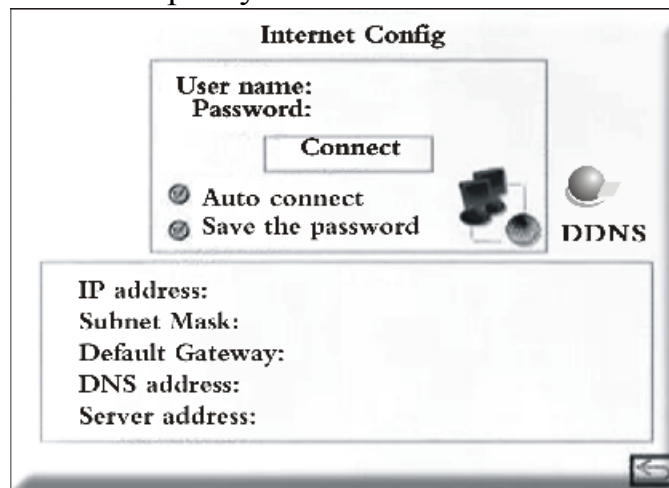 Internet Config
User name:
Password:
Connect
Auto connect
Save the password
DDNS
IP address:
Subnet Mask:
Default Gateway:
DNS address:
Server address: